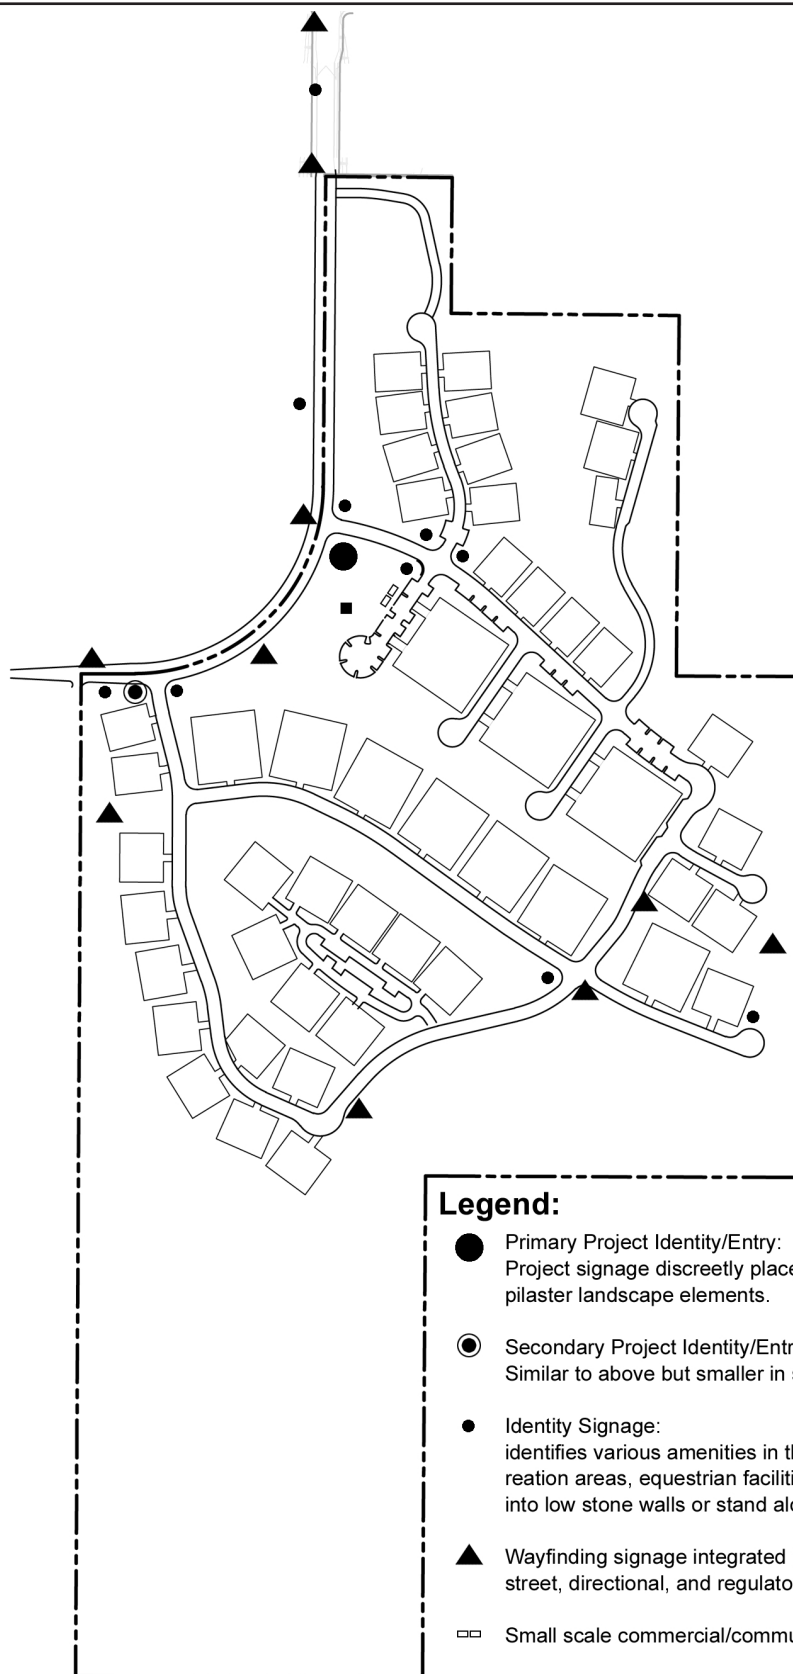 Legend:
Primary Project Identity/Entry:
Project signage discreetly place
pilaster landscape elements.
Secondary Project Identity/Entr
Similar to above but smaller in
Identity Signage:
identifies various amenities in th
reation areas, equestrian faciliti
into low stone walls or stand alo
Wayfinding signage integrated
street, directional, and regulato
Small scale commercial/commu